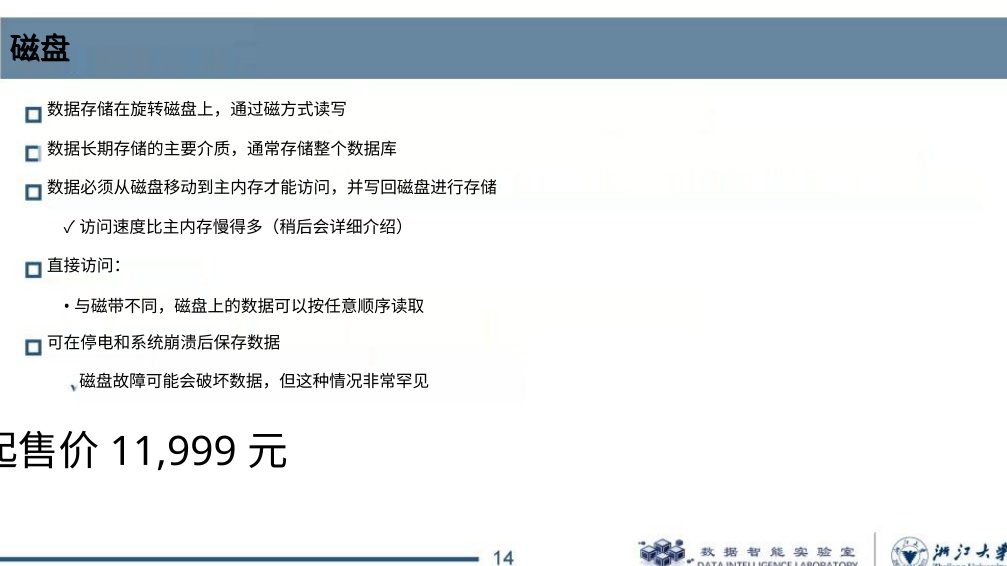 磁盘
数据存储在旋转磁盘上，通过磁方式读写
数据长期存储的主要介质，通常存储整个数据库
数据必须从磁盘移动到主内存才能访问，并写回磁盘进行存储
✓ 访问速度比主内存慢得多（稍后会详细介绍）
直接访问：
• 与磁带不同，磁盘上的数据可以按任意顺序读取
可在停电和系统崩溃后保存数据
磁盘故障可能会破坏数据，但这种情况非常罕见
起售价 11,999 元
14
数据智能实验室
DATA INTELLIGENCE LABORATORY
浙江大学